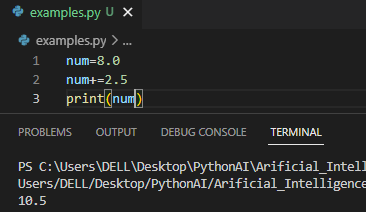 examples.py U
examples.py > ...
1 num=8.0
2 num+=2.5
3 print(num)
PROBLEMS OUTPUT DEBUG CONSOLE TERMINAL
PS C:\Users\DELL\Desktop\PythonAI\Arificial_Intell
Users/DELL/Desktop/PythonAI/Arificial_Intelligence
10.5